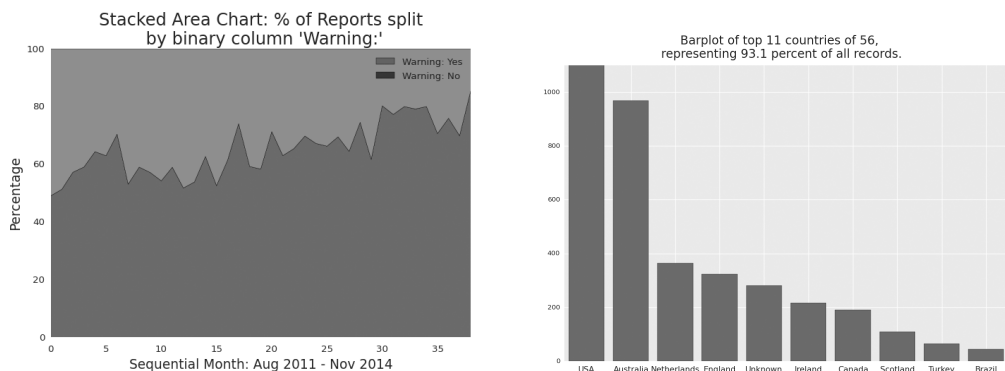 Stacked Area Chart: % of Reports split
by binary column 'Warning:'
100
80
60
40
20
0
Percentage
Warning: Yes
Warning: No
0 5 10 15 20 25 30 35
Sequential Month: Aug 2011 - Nov 2014
Barplot of top 11 countries of 56,
representing 93.1 percent of all records.
1000
800
600
400
200
0
USA Australia Netherlands England Unknown Ireland Canada Scotland Turkey Brazil